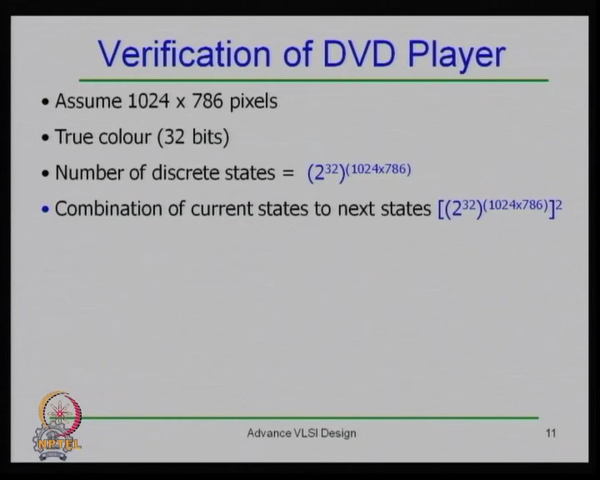 Verification of DVD Player
• Assume 1024 x 786 pixels
• True colour (32 bits)
• Number of discrete states = (2³²)⁽¹⁰²⁴ˣ⁷⁸⁶⁾
• Combination of current states to next states [(2³²)⁽¹⁰²⁴ˣ⁷⁸⁶⁾]²
NPTEL
Advance VLSI Design
11